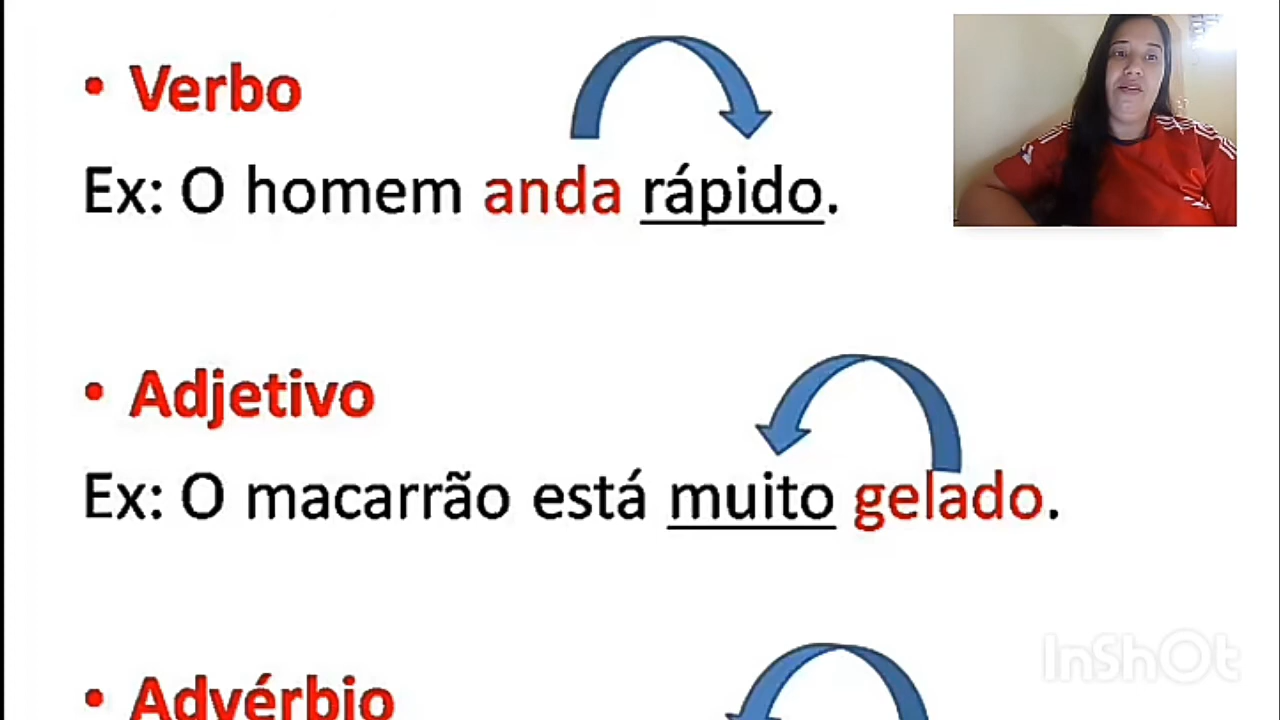 • Verbo
Ex: O homem anda rápido.
• Adjetivo
Ex: O macarrão está muito gelado.
InShOt
• Advérbio